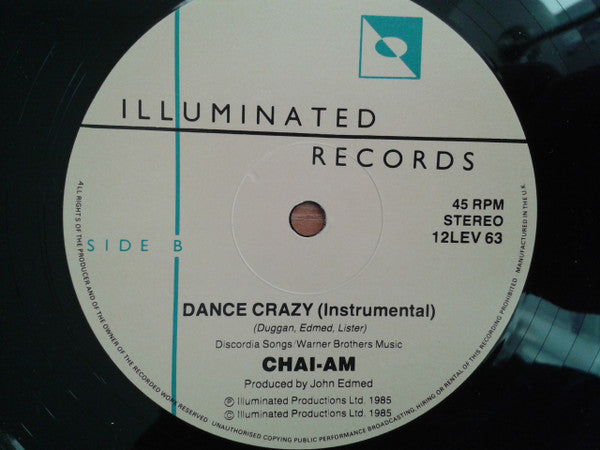 ILLUMINATED
RECORDS
45 RPM
STEREO
12LEV 63
SIDE B
DANCE CRAZY (Instrumental)
(Duggan, Edmed, Lister)
Discordia Songs/Warner Brothers Music
CHAI-AM
Produced by John Edmed
Ⓟ Illuminated Productions Ltd. 1985
© Illuminated Productions Ltd. 1985
ALL RIGHTS OF THE PRODUCER AND OF THE OWNER OF THE RECORDED WORK RESERVED. UNAUTHORISED COPYING PUBLIC PERFORMANCE BROADCASTING, HIRING OR RENTAL OF THIS RECORDING PROHIBITED. MANUFACTURED IN THE U.K.